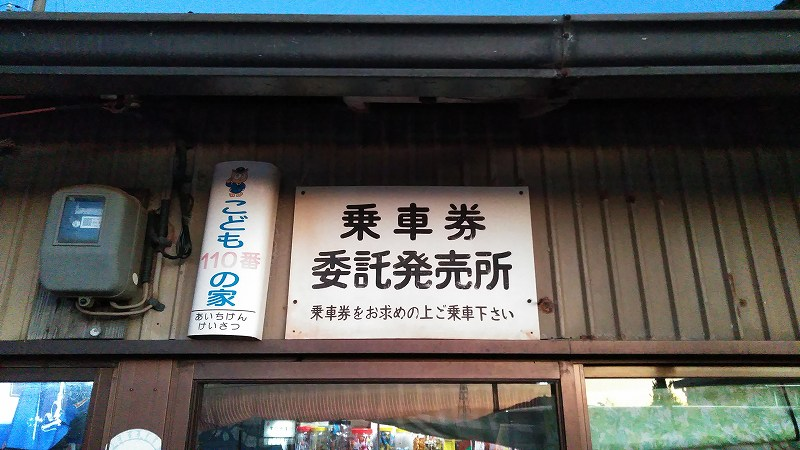 こども
110番
の家
あいちけん
けいさつ
乗車券
委託発売所
乗車券をお求めの上ご乗車下さい